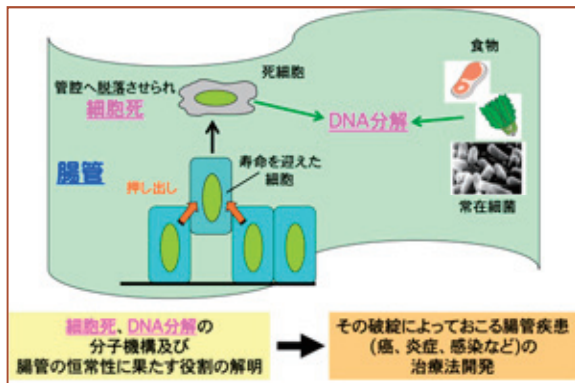 食物
死細胞
管腔へ脱落させられ
細胞死
DNA分解
腸管
寿命を迎えた
細胞
押し出し
常在細菌
細胞死、DNA分解の
分子機構及び
腸管の恒常性に果たす役割の解明
その破綻によっておこる腸管疾患
(癌、炎症、感染など)の
治療法開発